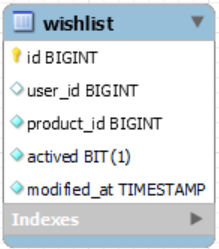 wishlist
id BIGINT
user_id BIGINT
product_id BIGINT
actived BIT(1)
modified_at TIMESTAMP
Indexes